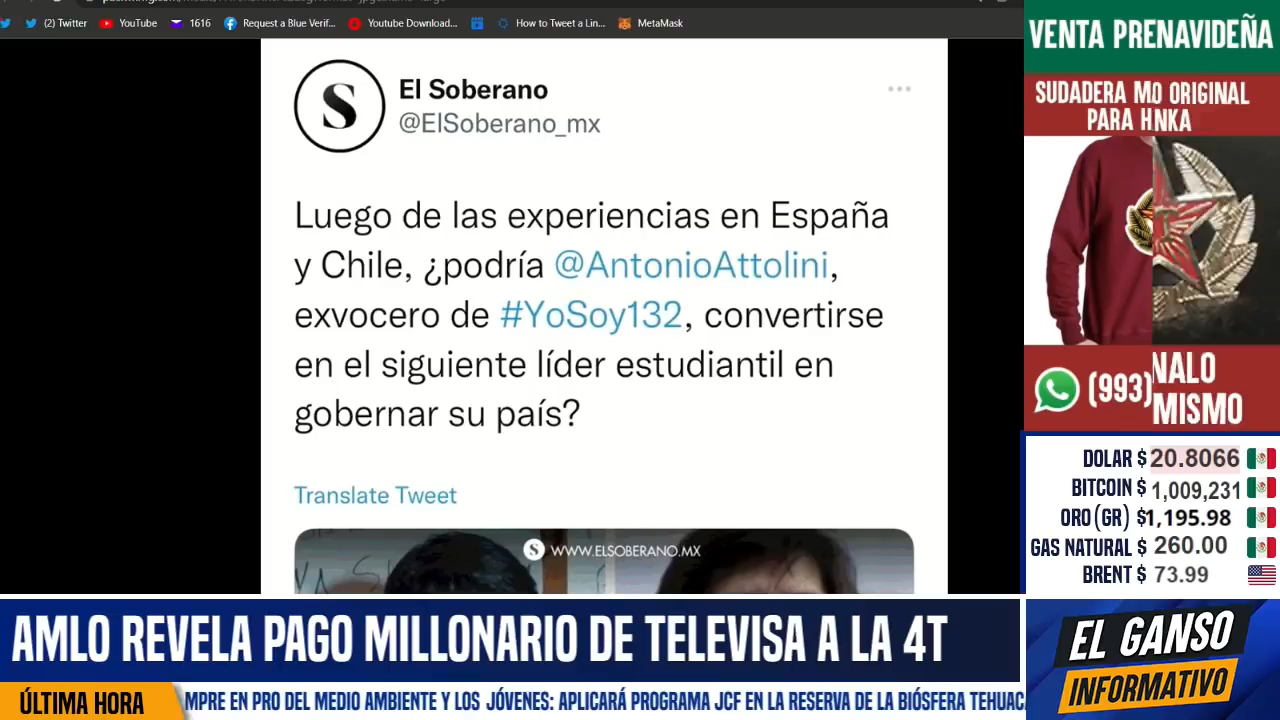 (2) Twitter
YouTube
1616
Request a Blue Verif...
Youtube Download...
How to Tweet a Lin...
MetaMask
S
El Soberano
@ElSoberano_mx
Luego de las experiencias en España
y Chile, ¿podría @AntonioAttolini,
exvocero de #YoSoy132, convertirse
en el siguiente líder estudiantil en
gobernar su país?
Translate Tweet
S WWW.ELSOBERANO.MX
VENTA PRENAVIDEÑA
SUDADERA MO ORIGINAL
PARA HNKA
(993)
NALO
MISMO
DOLAR $ 20.8066
BITCOIN $ 1,009,231
ORO (GR) $1,195.98
GAS NATURAL $ 260.00
BRENT $ 73.99
AMLO REVELA PAGO MILLONARIO DE TELEVISA A LA 4T
EL GANSO
INFORMATIVO
ÚLTIMA HORA
MPRE EN PRO DEL MEDIO AMBIENTE Y LOS JÓVENES: APLICARÁ PROGRAMA JCF EN LA RESERVA DE LA BIÓSFERA TEHUAC